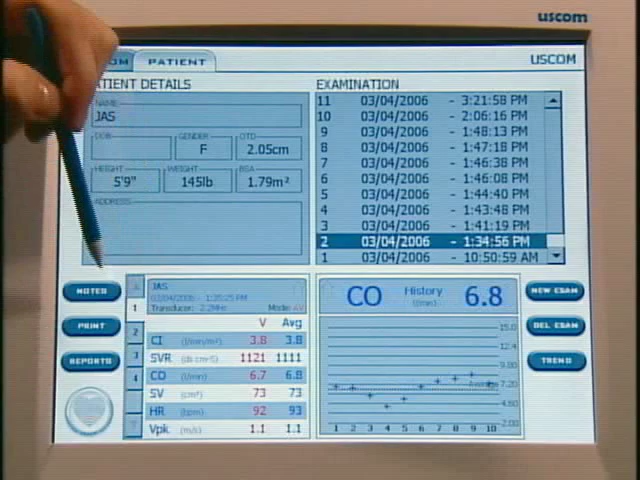 uscom
OM PATIENT USCOM
ATIENT DETAILS
NAME
JAS
DOB GENDER OTD
F 2.05cm
HEIGHT WEIGHT BSA
5'9" 145lb 1.79m²
ADDRESS
EXAMINATION
11 03/04/2006 - 3:21:58 PM
10 03/04/2006 - 2:06:16 PM
9 03/04/2006 - 1:48:13 PM
8 03/04/2006 - 1:47:18 PM
7 03/04/2006 - 1:46:38 PM
6 03/04/2006 - 1:46:08 PM
5 03/04/2006 - 1:44:40 PM
4 03/04/2006 - 1:43:48 PM
3 03/04/2006 - 1:41:19 PM
2 03/04/2006 - 1:34:56 PM
1 03/04/2006 - 10:50:59 AM
NOTES
PRINT
REPORTS
1
2
3
4
JAS
03/04/2006 - 1:35:25 PM
Transducer: 2.2MHz Mode: AV
V Avg
CI (l/min/m²) 3.8 3.8
SVR 1121 1111
CO (l/min) 6.7 6.8
SV (cm³) 73 73
HR (bpm) 92 93
Vpk (m/s) 1.1 1.1
CO History (l/min) 6.8
15.0
12.4
9.80
7.20
Average
4.60
2.00
1 2 3 4 5 6 7 8 9 10
NEW EXAM
DEL EXAM
TREND